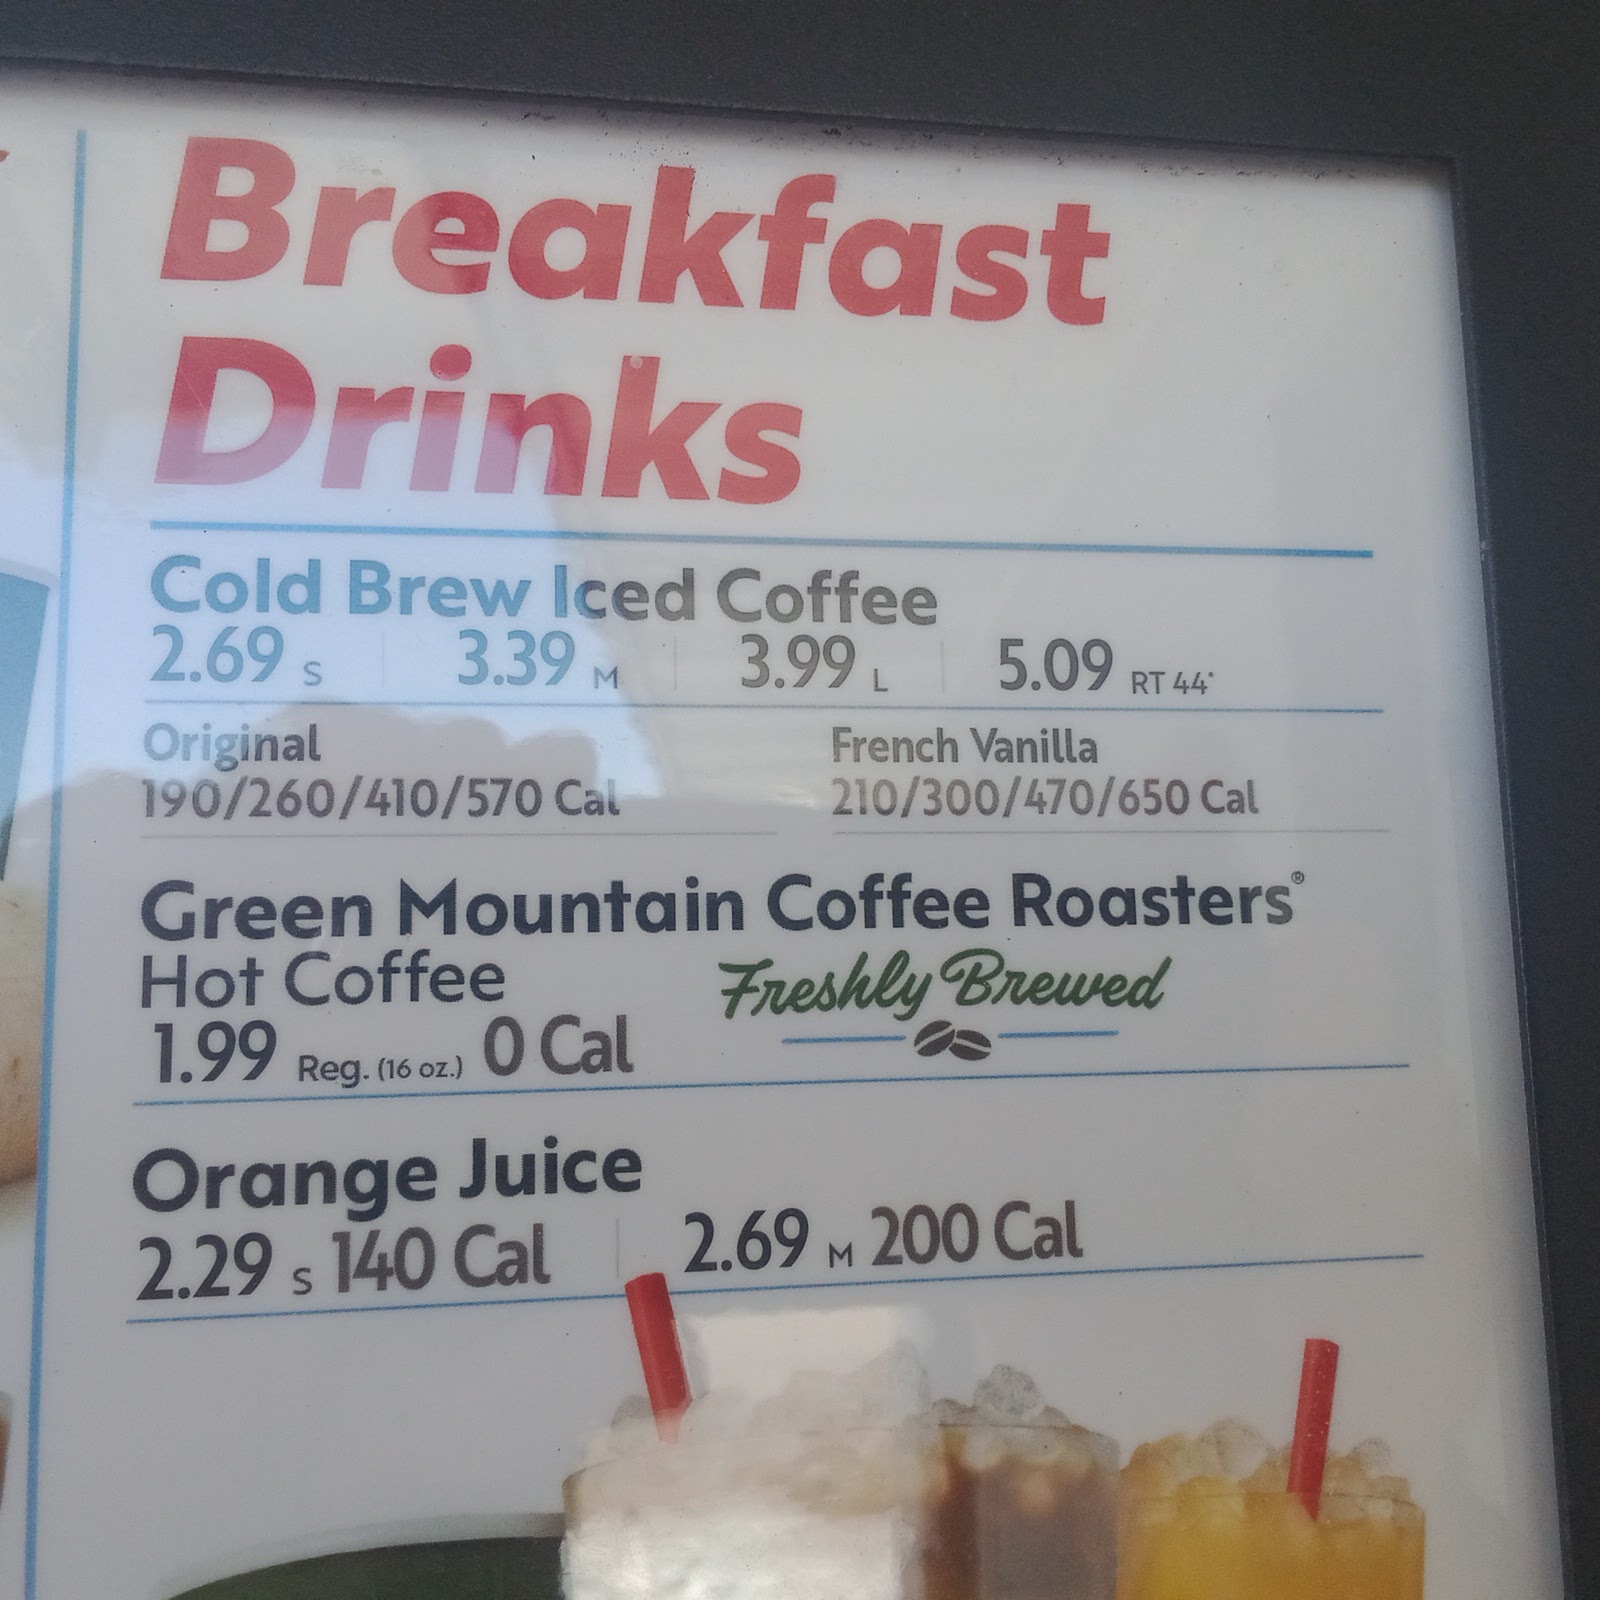 Breakfast
Drinks
Cold Brew Iced Coffee
2.69 S 3.39 M 3.99 L 5.09 RT 44®
Original French Vanilla
190/260/410/570 Cal 210/300/470/650 Cal
Green Mountain Coffee Roasters®
Hot Coffee Freshly Brewed
1.99 Reg. (16 oz.) 0 Cal
Orange Juice
2.29 S 140 Cal 2.69 M 200 Cal